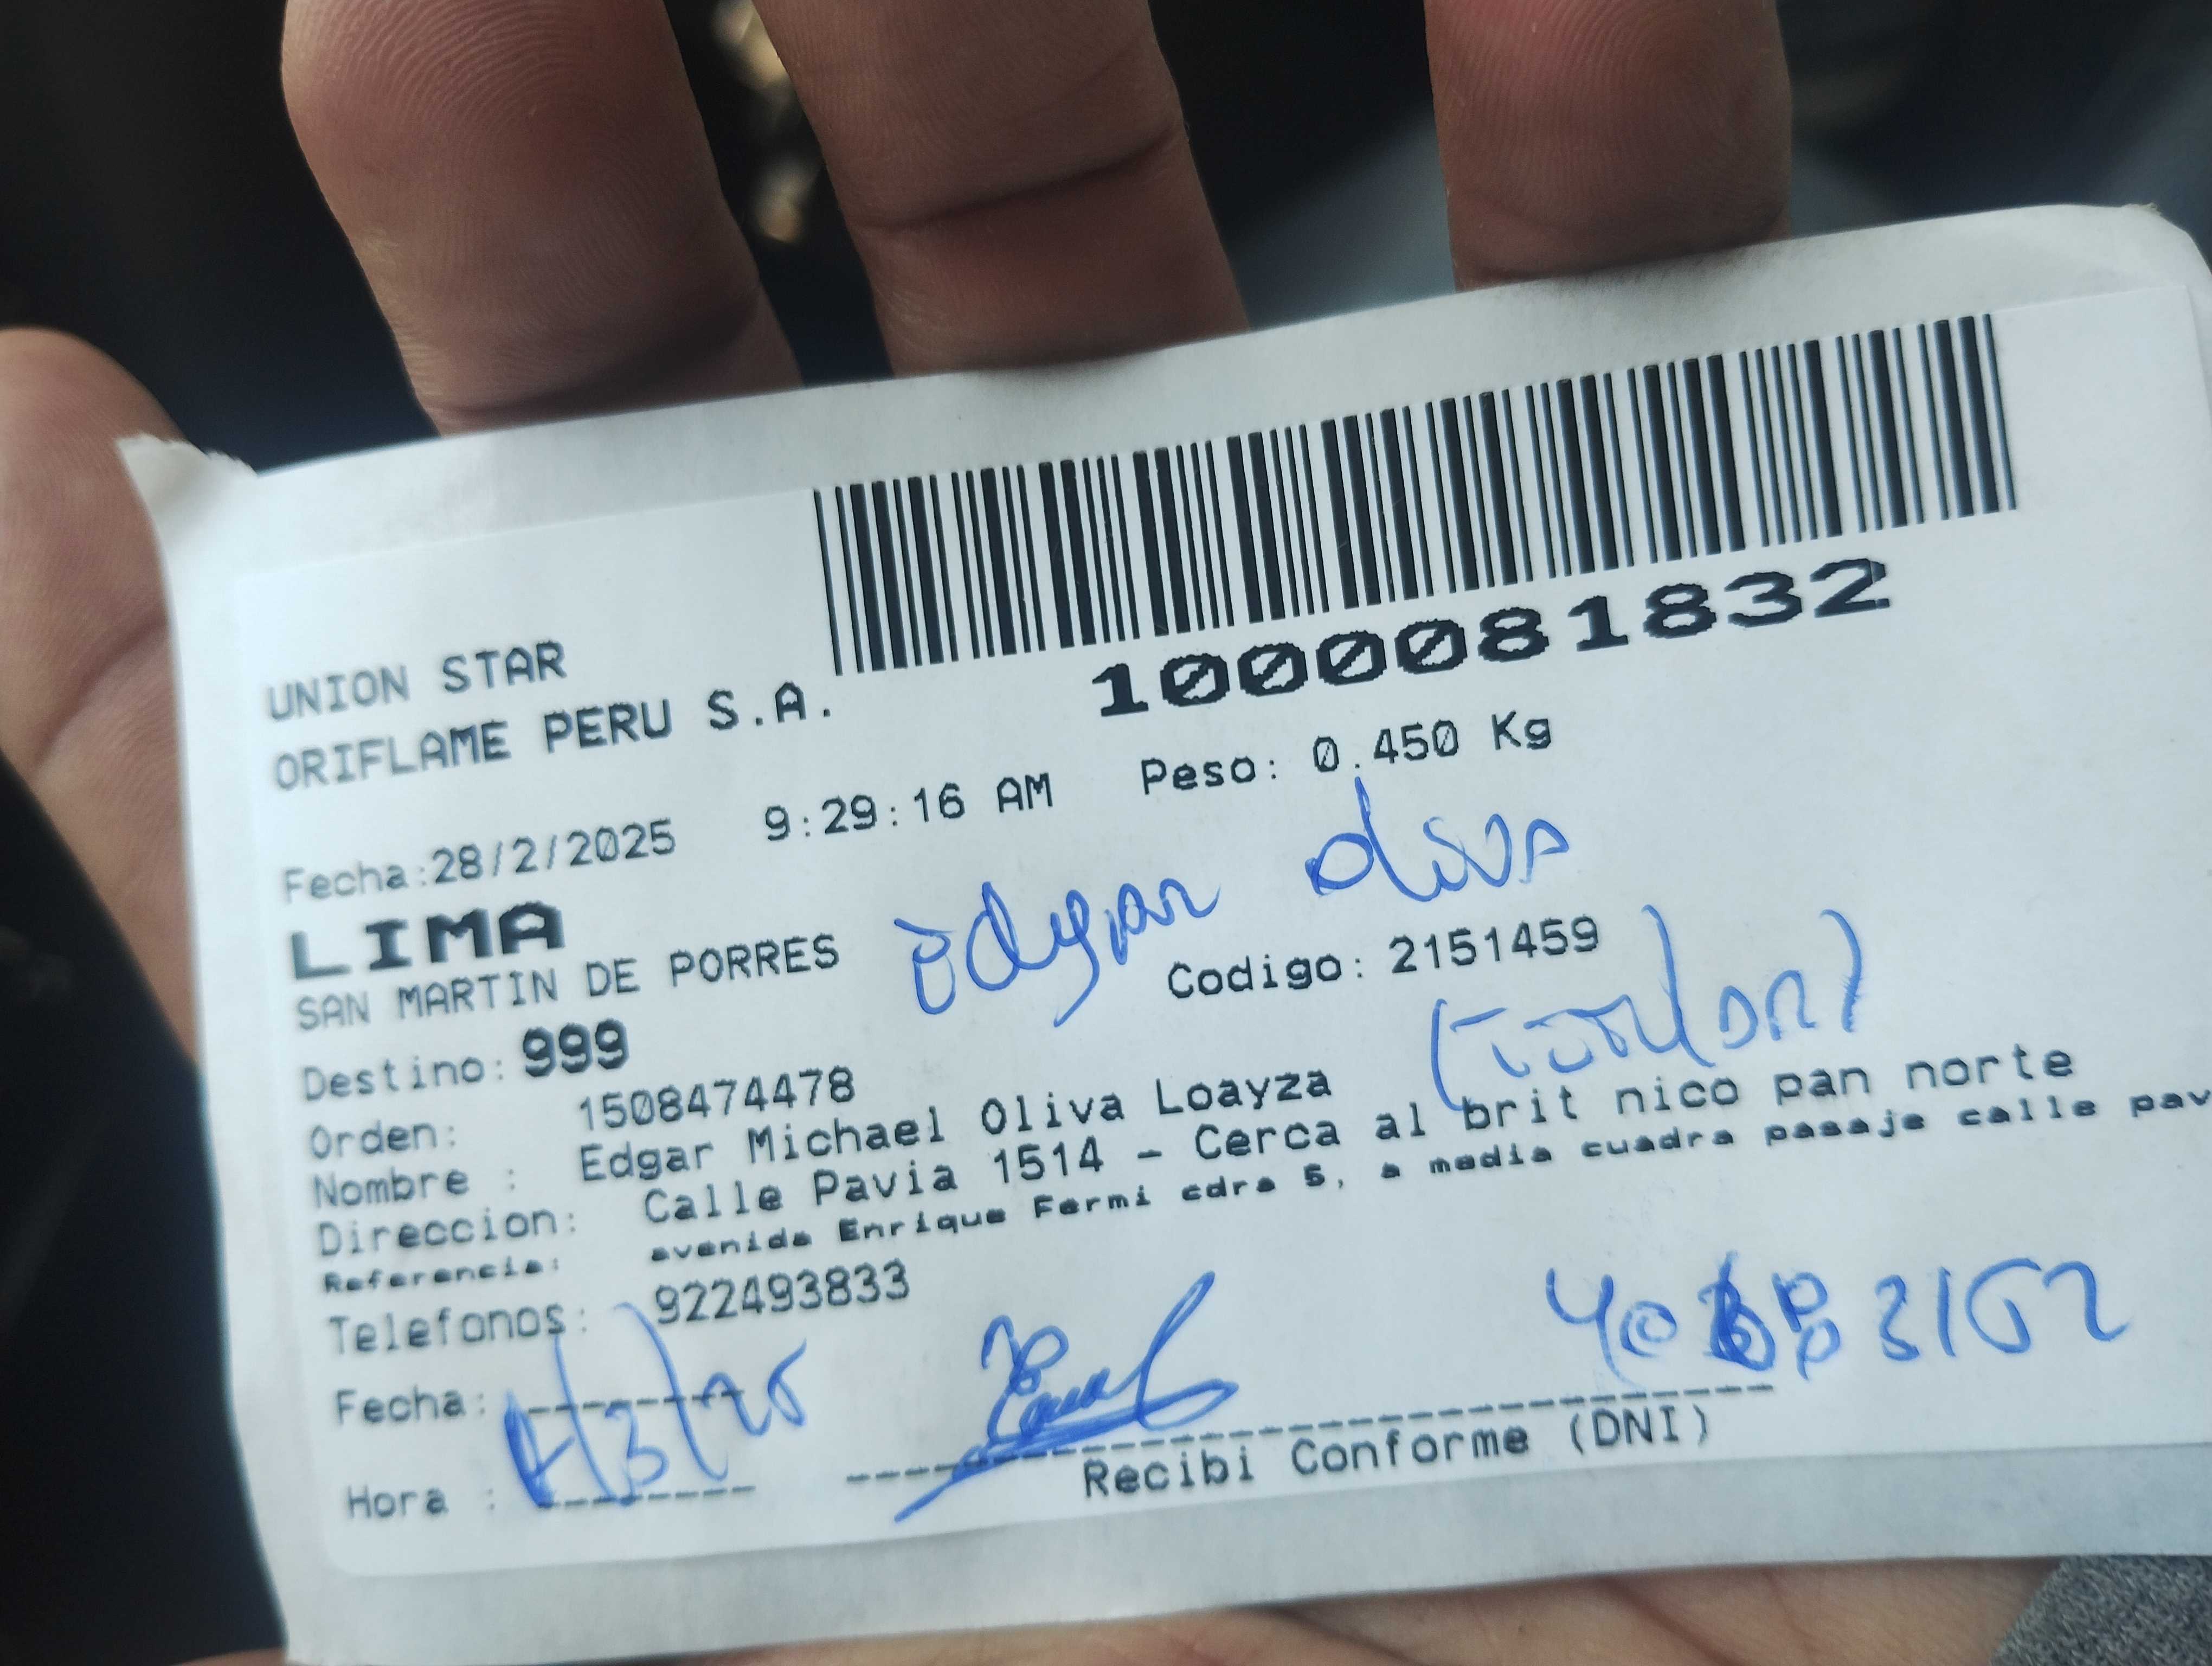 1000081832
UNION STAR
ORIFLAME PERU S.A.
Fecha:28/2/2025 9:29:16 AM Peso: 0.450 Kg
LIMA
Edgar Oliva
SAN MARTIN DE PORRES
Codigo: 2151459
Destino: 999
(Titular)
Orden: 1508474478
Nombre : Edgar Michael Oliva Loayza
Direccion: Calle Pavia 1514 - Cerca al brit nico pan norte
Referencia: avenida Enrique Fermi cdra 5, a media cuadra pasaje calle pav
Telefonos: 922493833
Fecha:
Hora :
Recibi Conforme (DNI)